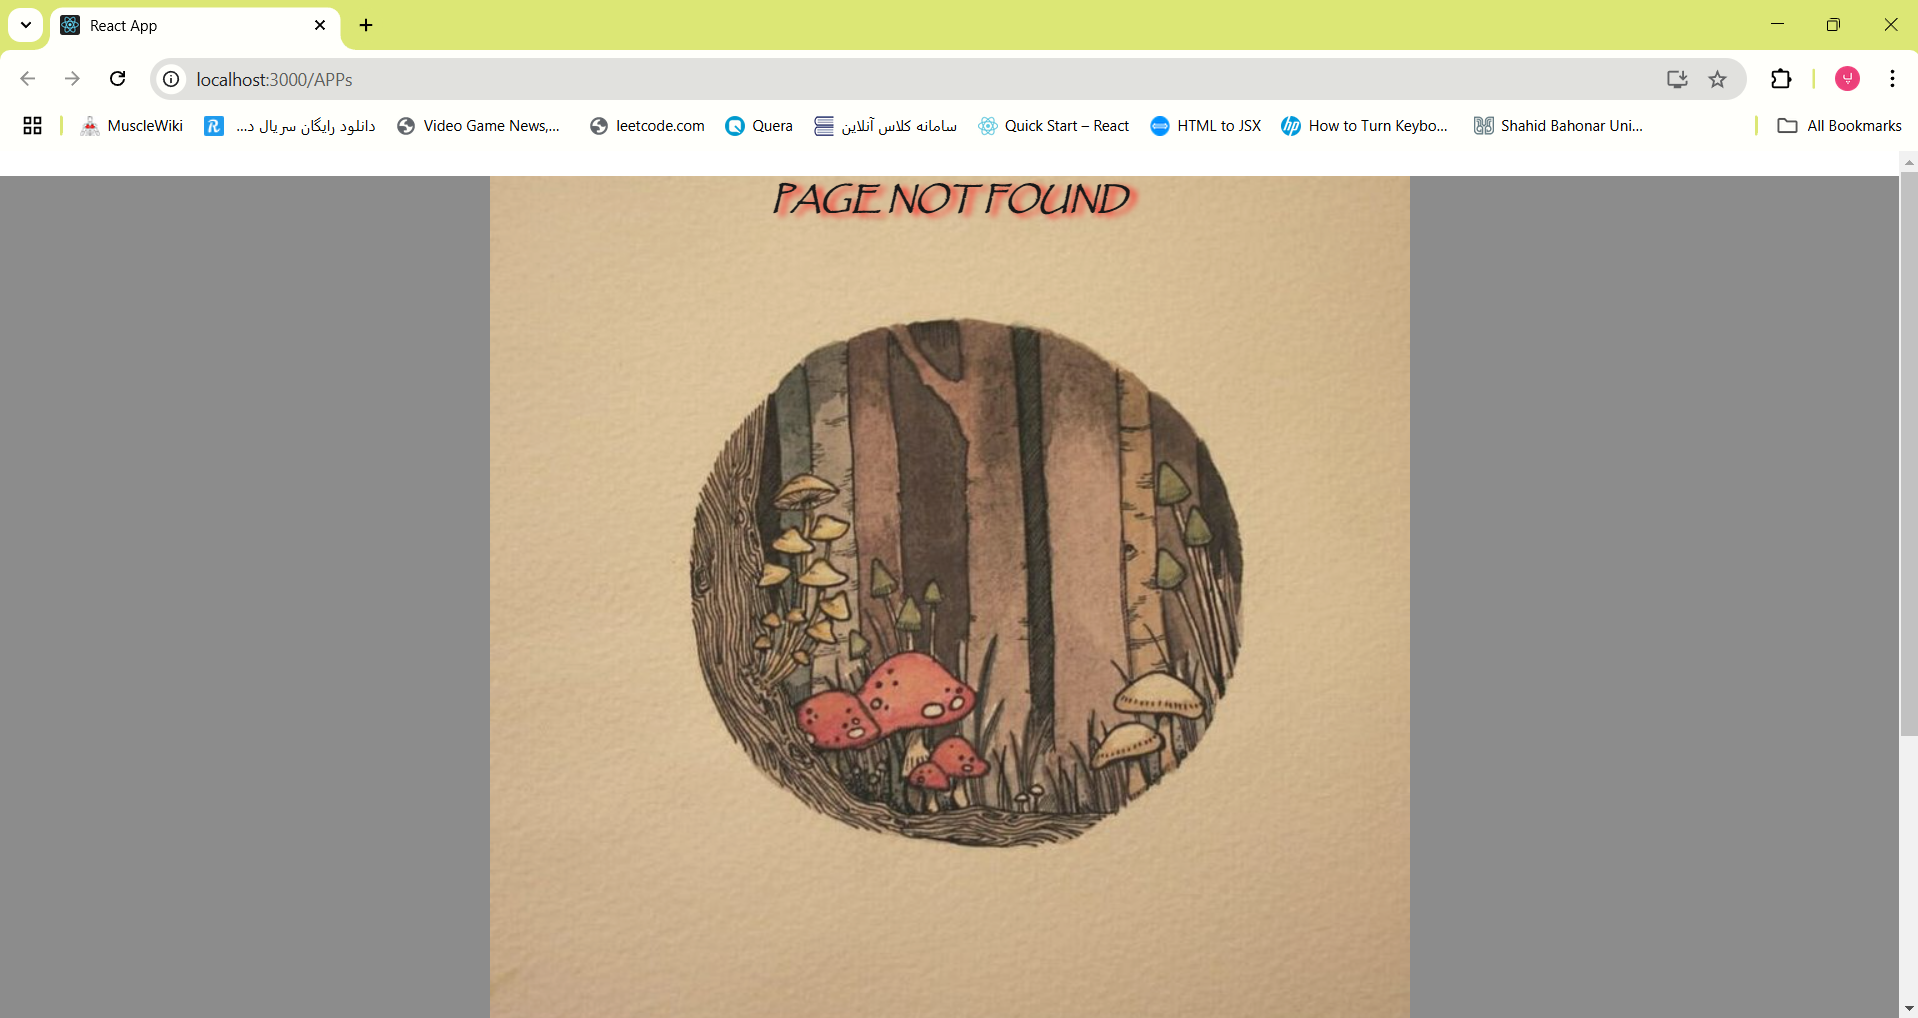 React App
localhost:3000/APPs
MuscleWiki
دانلود رایگان سریال د...
Video Game News,...
leetcode.com
Quera
سامانه کلاس آنلاین
Quick Start – React
HTML to JSX
How to Turn Keybo...
Shahid Bahonar Uni...
All Bookmarks
PAGE NOT FOUND